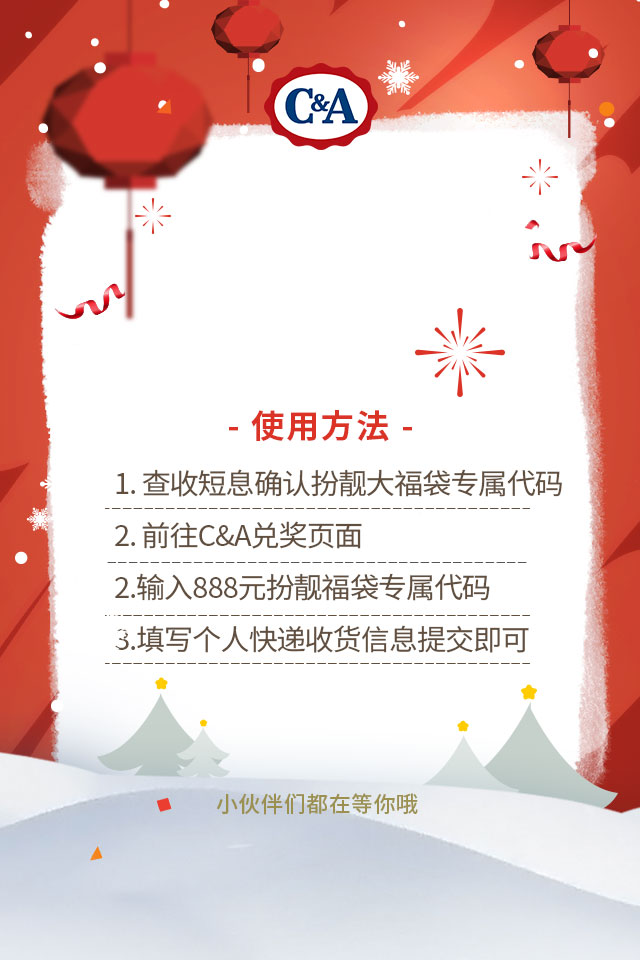 C&A
- 使用方法 -
1. 查收短息确认扮靓大福袋专属代码
2. 前往C&A兑奖页面
2.输入888元扮靓福袋专属代码
3.填写个人快递收货信息提交即可
小伙伴们都在等你哦